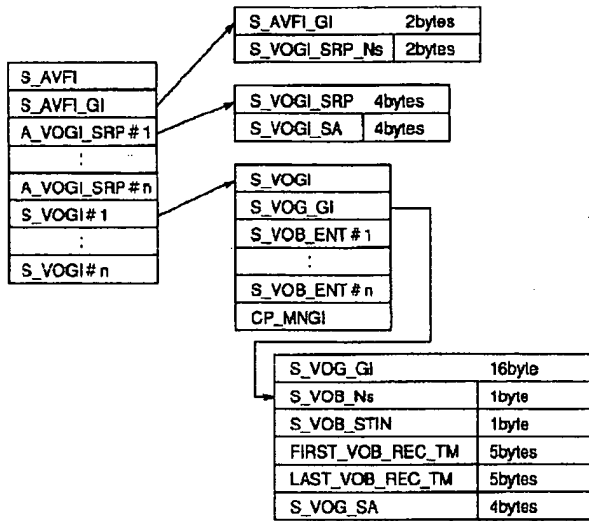 S_AVFI
S_AVFI_GI
A_VOGI_SRP#1
:
A_VOGI_SRP#n
S_VOGI#1
:
S_VOGI#n
S_AVFI_GI 2bytes
S_VOGI_SRP_Ns 2bytes
S_VOGI_SRP 4bytes
S_VOGI_SA 4bytes
S_VOGI
S_VOG_GI
S_VOB_ENT#1
:
S_VOB_ENT#n
CP_MNGI
S_VOG_GI 16byte
S_VOB_Ns 1byte
S_VOB_STIN 1byte
FIRST_VOB_REC_TM 5bytes
LAST_VOB_REC_TM 5bytes
S_VOG_SA 4bytes